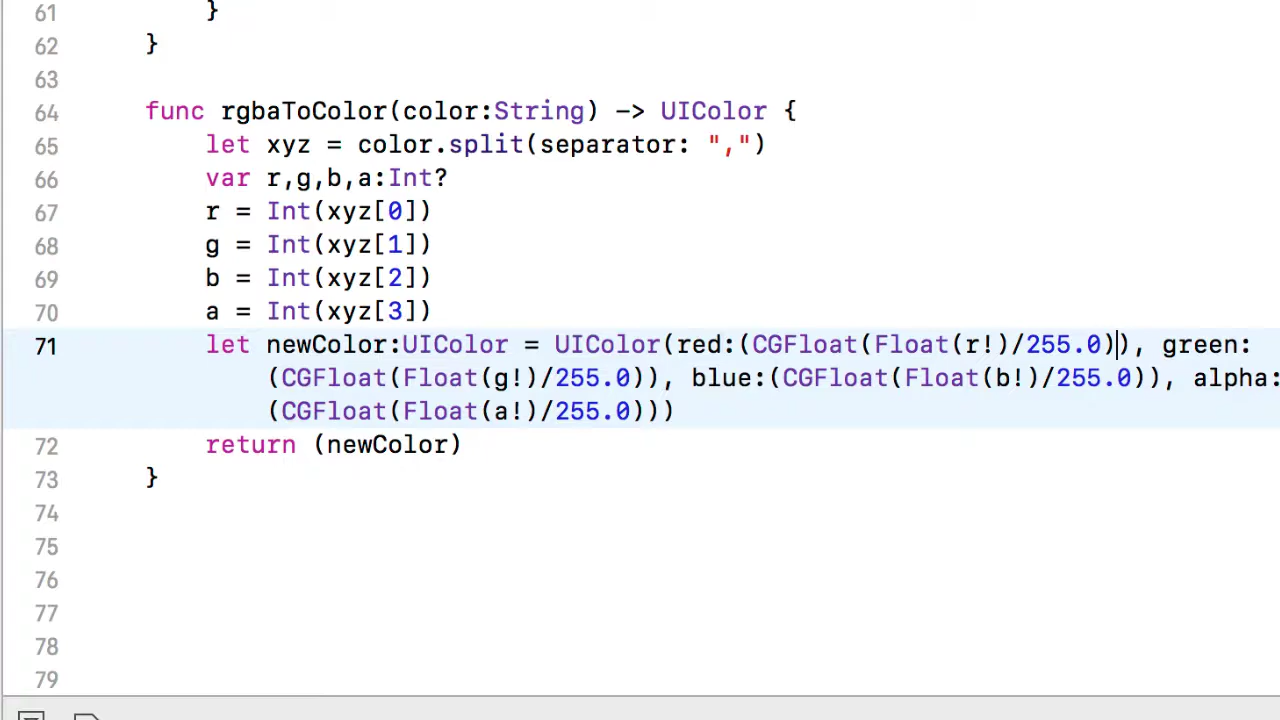 61 }
62 }
63
64 func rgbaToColor(color:String) -> UIColor {
65 let xyz = color.split(separator: ",")
66 var r,g,b,a:Int?
67 r = Int(xyz[0])
68 g = Int(xyz[1])
69 b = Int(xyz[2])
70 a = Int(xyz[3])
71 let newColor:UIColor = UIColor(red:(CGFloat(Float(r!)/255.0)), green:
(CGFloat(Float(g!)/255.0)), blue:(CGFloat(Float(b!)/255.0)), alpha:
(CGFloat(Float(a!)/255.0)))
72 return (newColor)
73 }
74
75
76
77
78
79